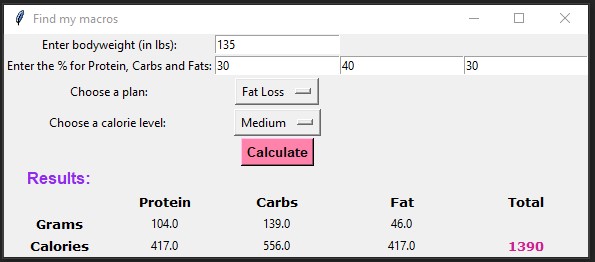 Find my macros
Enter bodyweight (in lbs): 135
Enter the % for Protein, Carbs and Fats: 30 40 30
Choose a plan: Fat Loss
Choose a calorie level: Medium
Calculate
Results:
Protein Carbs Fat Total
Grams 104.0 139.0 46.0
Calories 417.0 556.0 417.0 1390